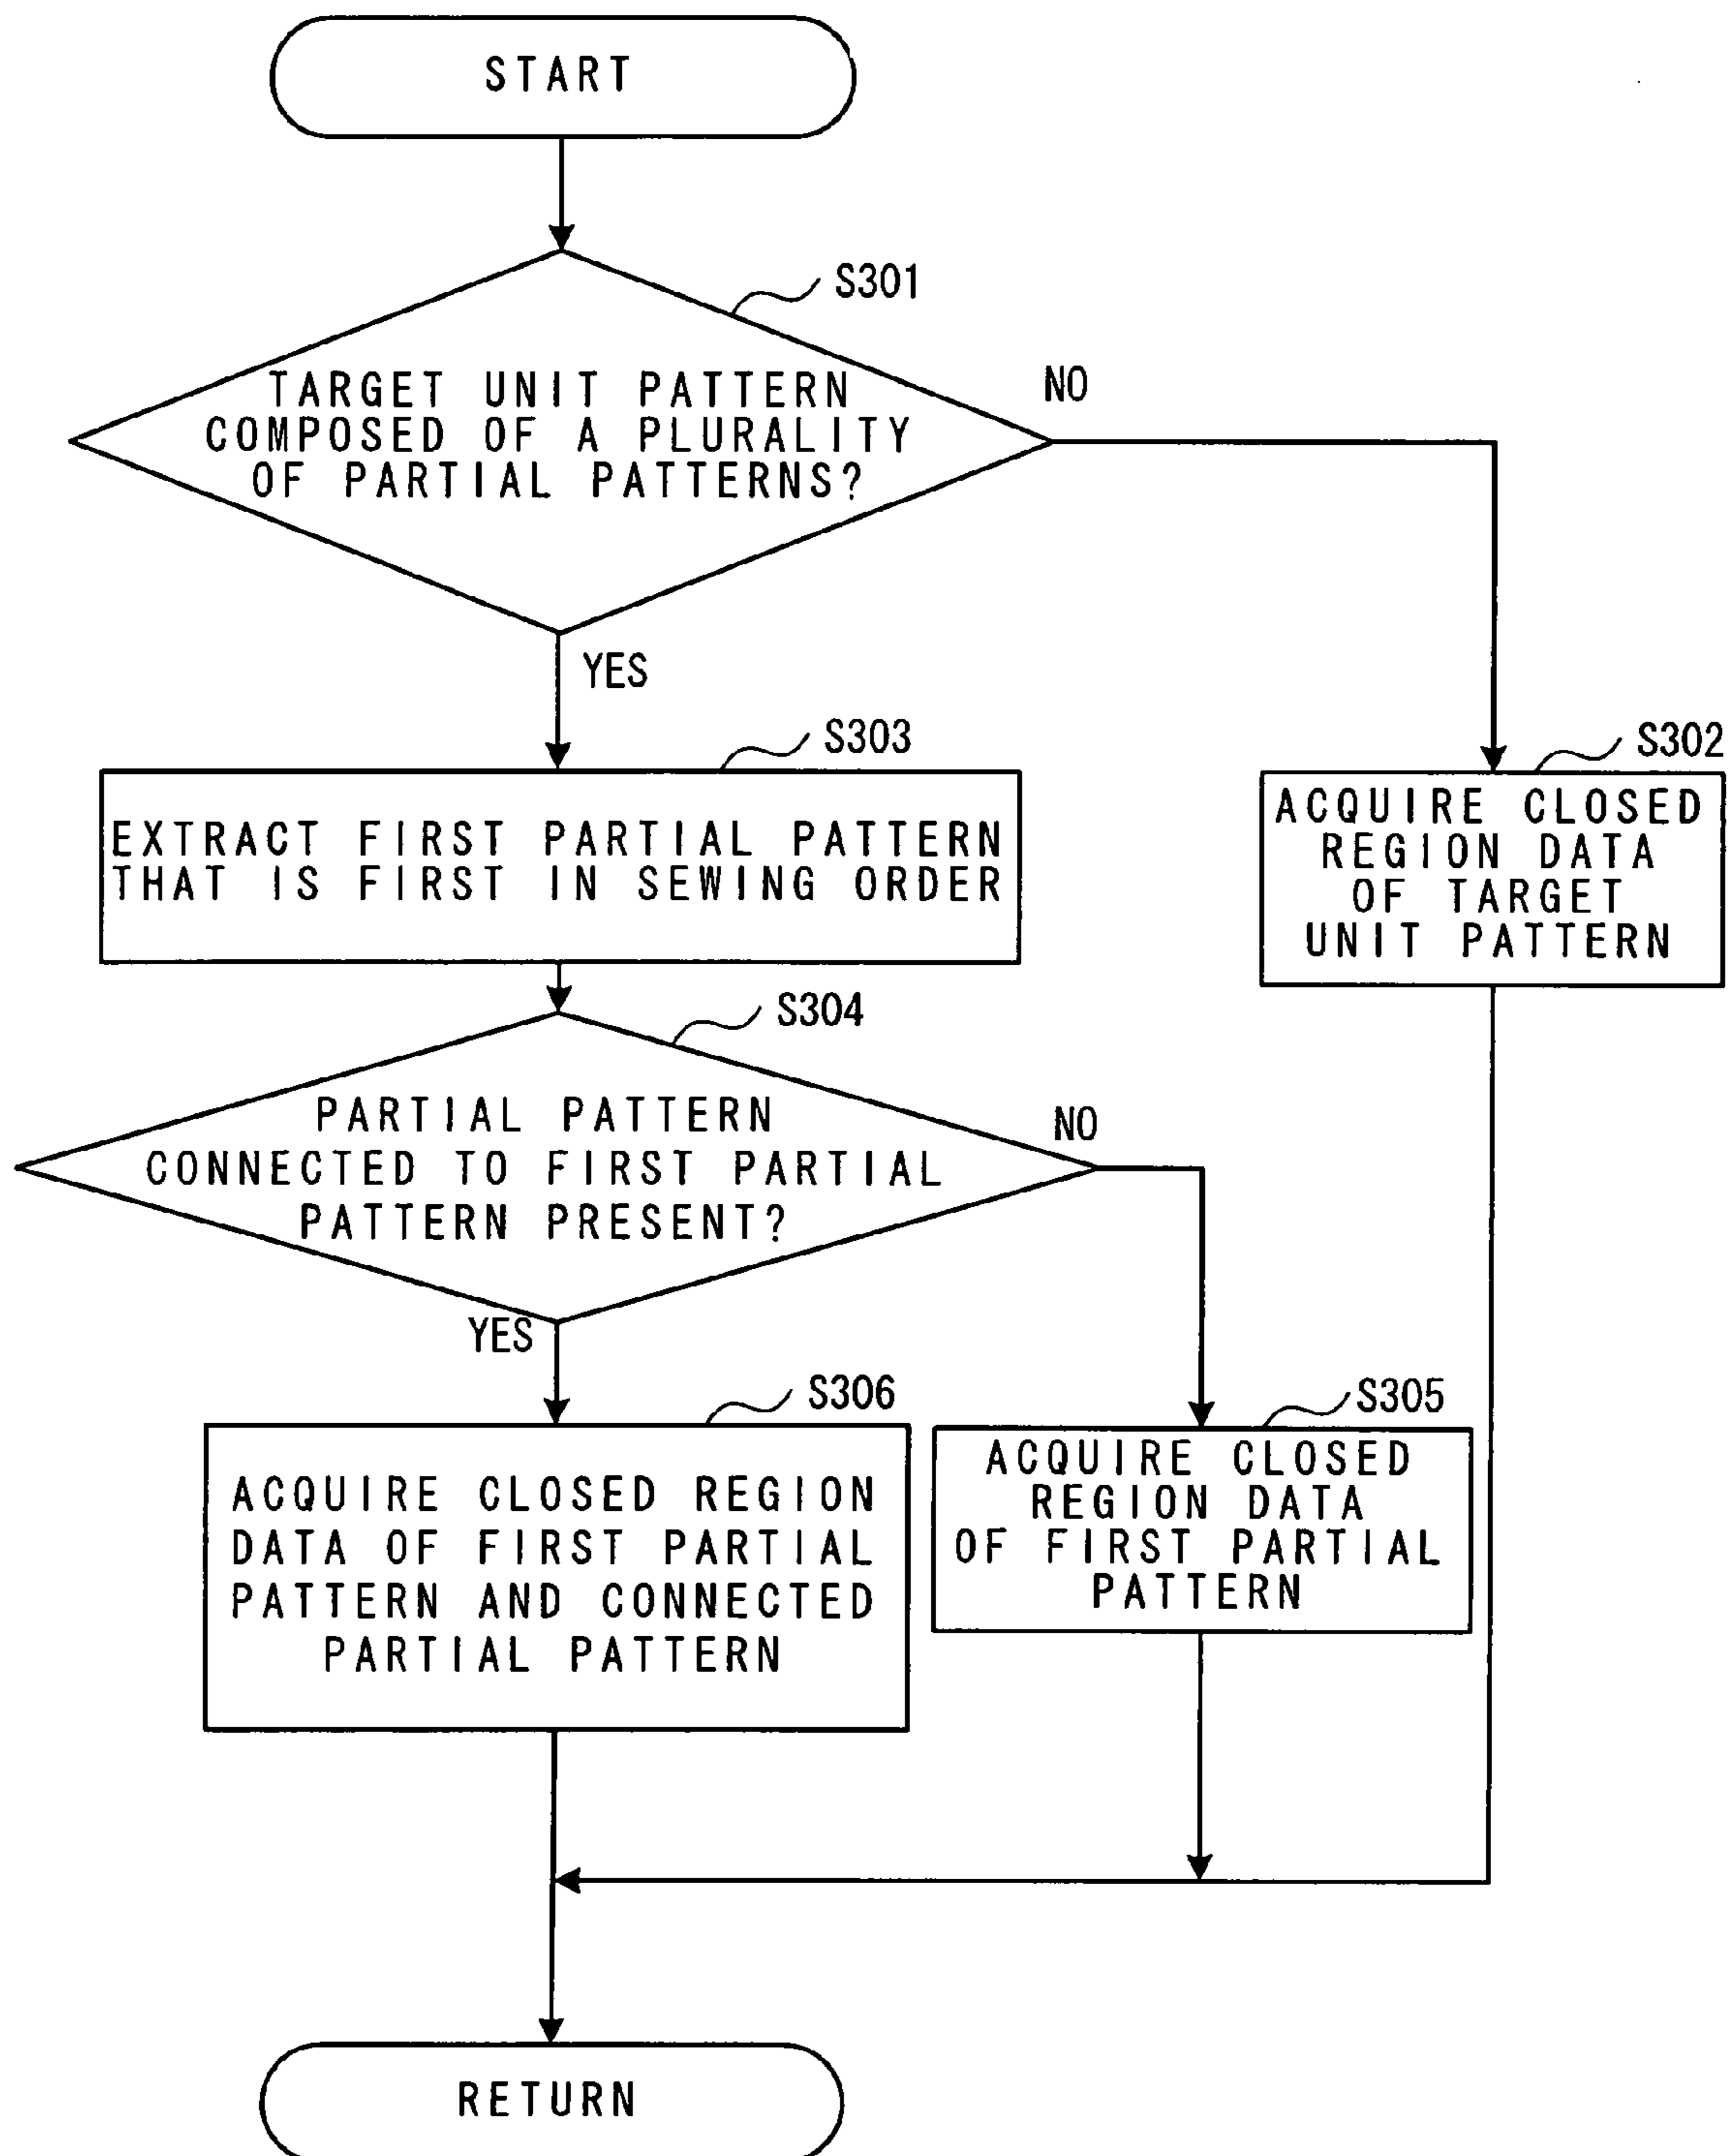 START
S301
TARGET UNIT PATTERN
COMPOSED OF A PLURALITY
OF PARTIAL PATTERNS?
NO
YES
S303
EXTRACT FIRST PARTIAL PATTERN
THAT IS FIRST IN SEWING ORDER
S302
ACQUIRE CLOSED
REGION DATA
OF TARGET
UNIT PATTERN
S304
PARTIAL PATTERN
CONNECTED TO FIRST PARTIAL
PATTERN PRESENT?
NO
YES
S306
ACQUIRE CLOSED REGION
DATA OF FIRST PARTIAL
PATTERN AND CONNECTED
PARTIAL PATTERN
S305
ACQUIRE CLOSED
REGION DATA
OF FIRST PARTIAL
PATTERN
RETURN